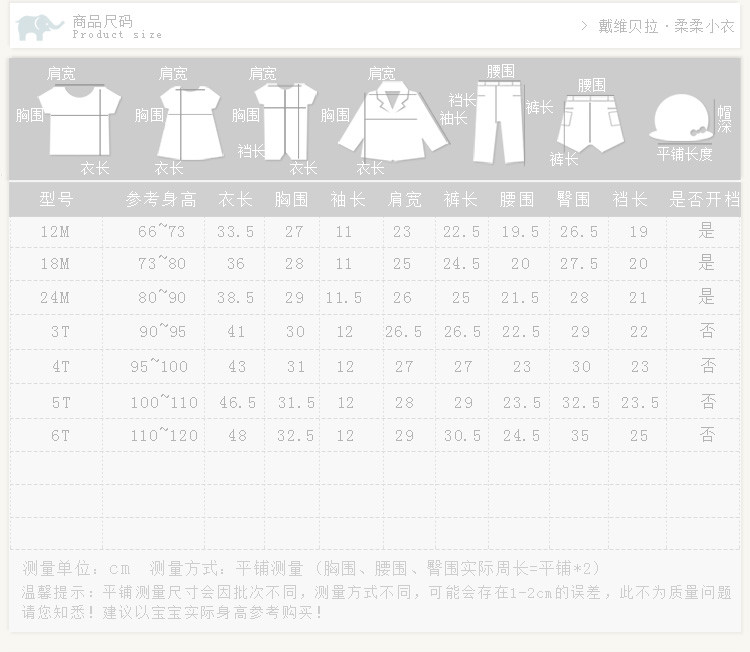 商品尺码
Product size
> 戴维贝拉·柔柔小衣
肩宽 胸围 衣长
肩宽 胸围 衣长
肩宽 胸围 裆长 衣长
肩宽 胸围 袖长 衣长
腰围 裆长 裤长
腰围 裤长
帽深 平铺长度
型号 参考身高 衣长 胸围 袖长 肩宽 裤长 腰围 臀围 裆长 是否开档
12M 66~73 33.5 27 11 23 22.5 19.5 26.5 19 是
18M 73~80 36 28 11 25 24.5 20 27.5 20 是
24M 80~90 38.5 29 11.5 26 25 21.5 28 21 是
3T 90~95 41 30 12 26.5 26.5 22.5 29 22 否
4T 95~100 43 31 12 27 27 23 30 23 否
5T 100~110 46.5 31.5 12 28 29 23.5 32.5 23.5 否
6T 110~120 48 32.5 12 29 30.5 24.5 35 25 否
测量单位：cm 测量方式：平铺测量（胸围、腰围、臀围实际周长=平铺*2）
温馨提示：平铺测量尺寸会因批次不同，测量方式不同，可能会存在1-2cm的误差，此不为质量问题
请您知悉！建议以宝宝实际身高参考购买！